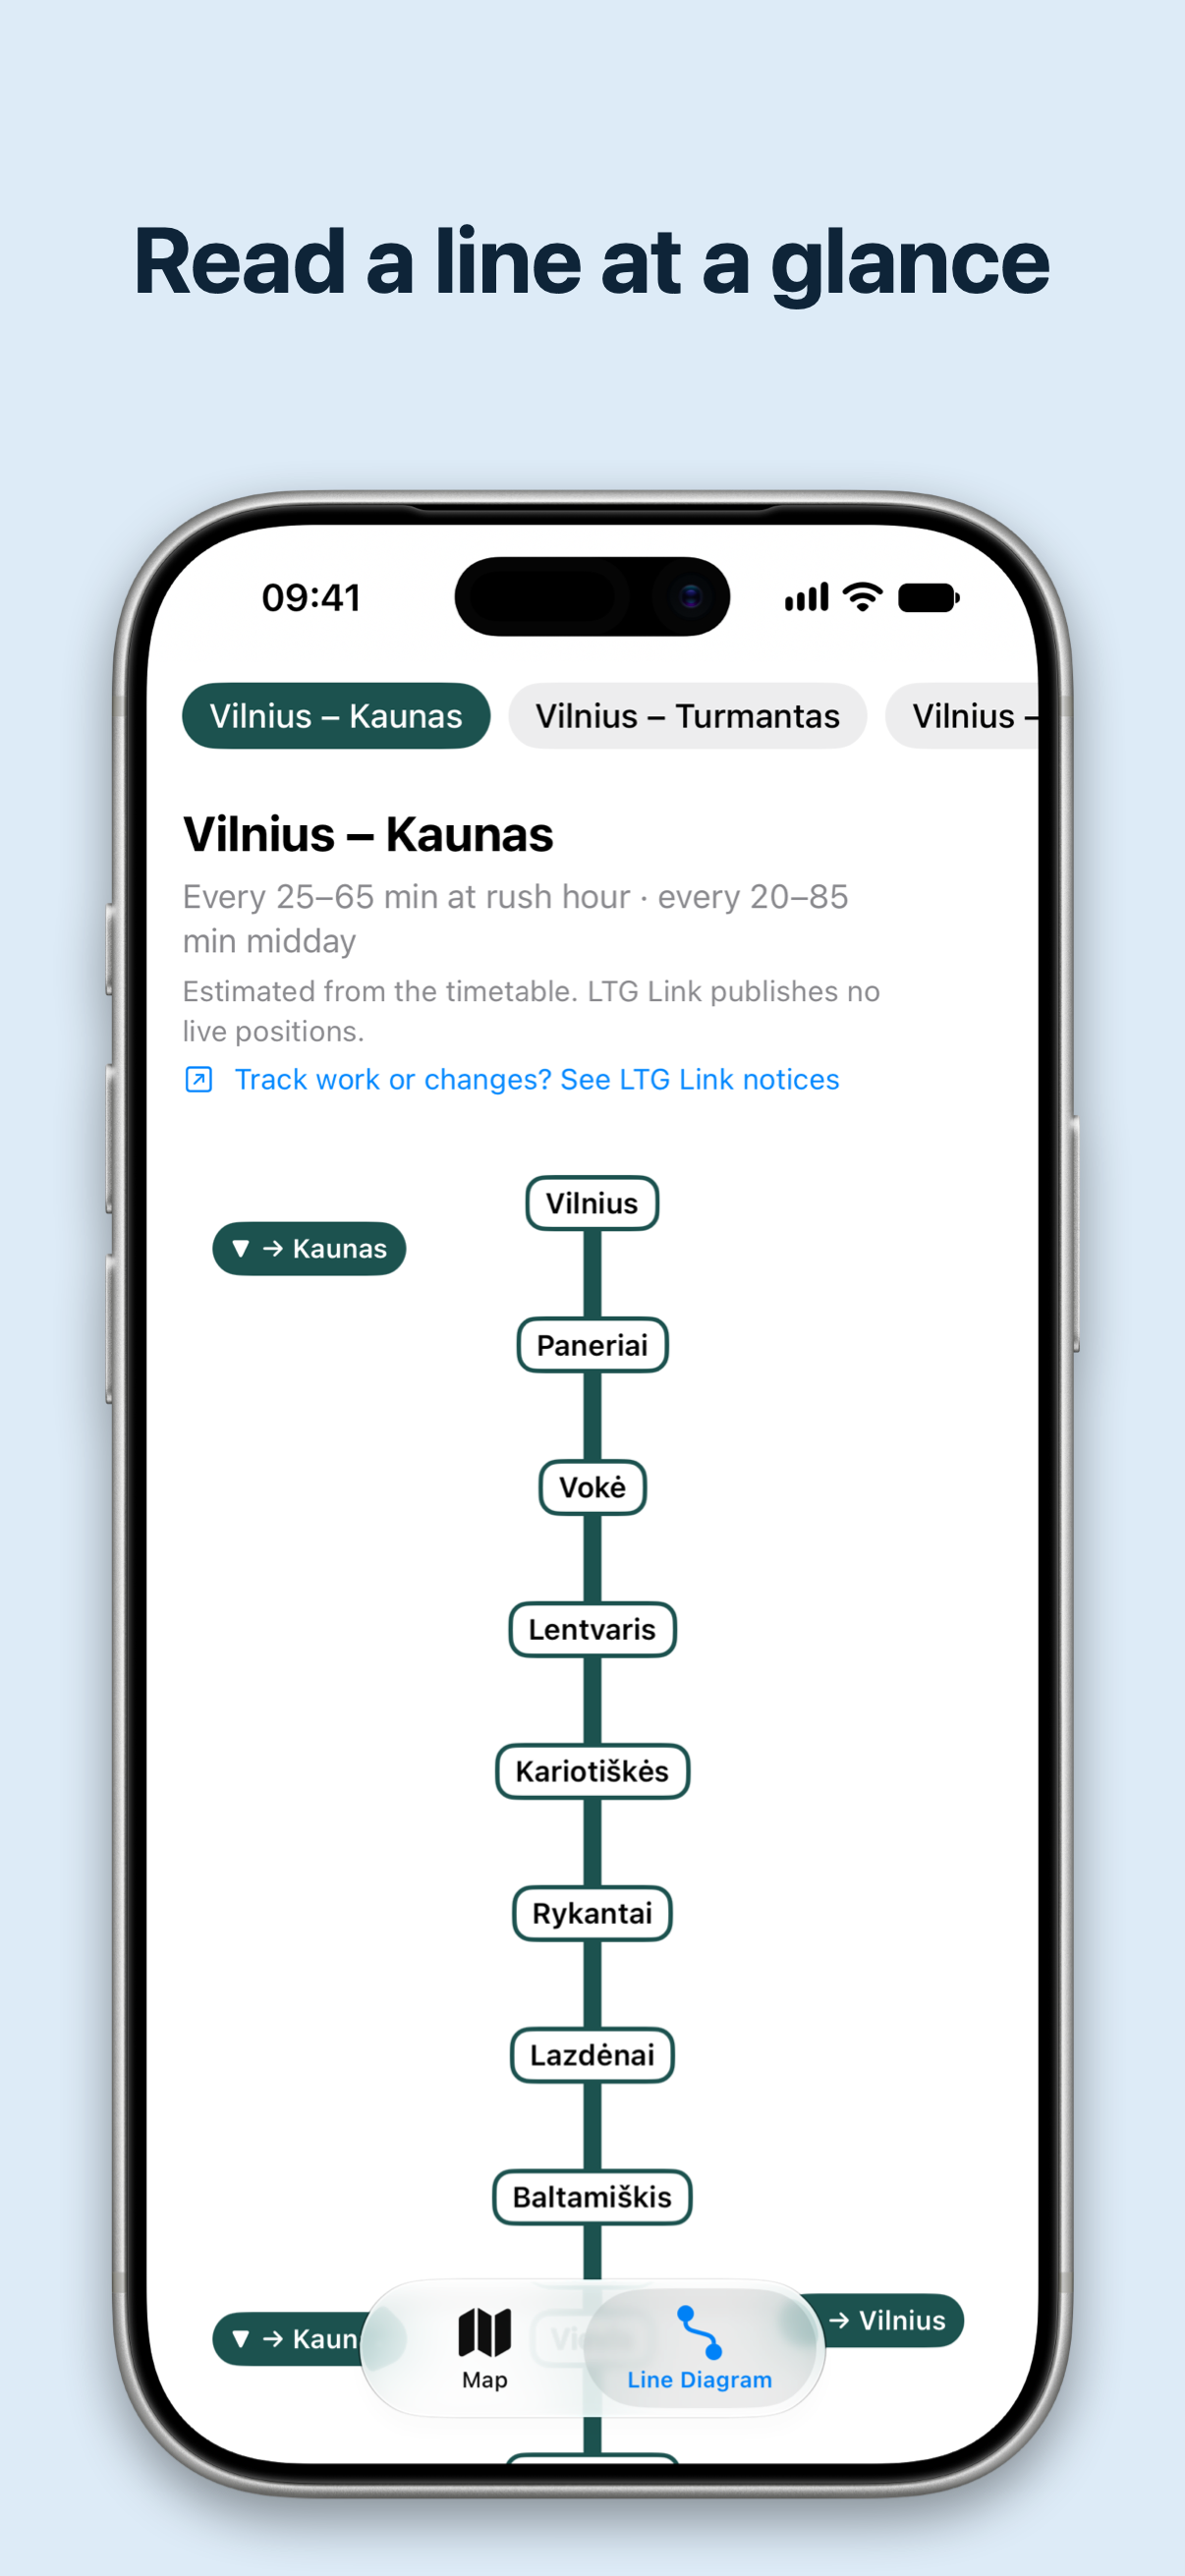 Read a line at a glance
09:41
Vilnius – Kaunas
Vilnius – Turmantas
Vilnius –
Vilnius – Kaunas
Every 25–65 min at rush hour · every 20–85
min midday
Estimated from the timetable. LTG Link publishes no
live positions.
Track work or changes? See LTG Link notices
Vilnius
▼ → Kaunas
Paneriai
Vokė
Lentvaris
Kariotiškės
Rykantai
Lazdėnai
Baltamiškis
→ Vilnius
▼ → Kaun
Map
Line Diagram